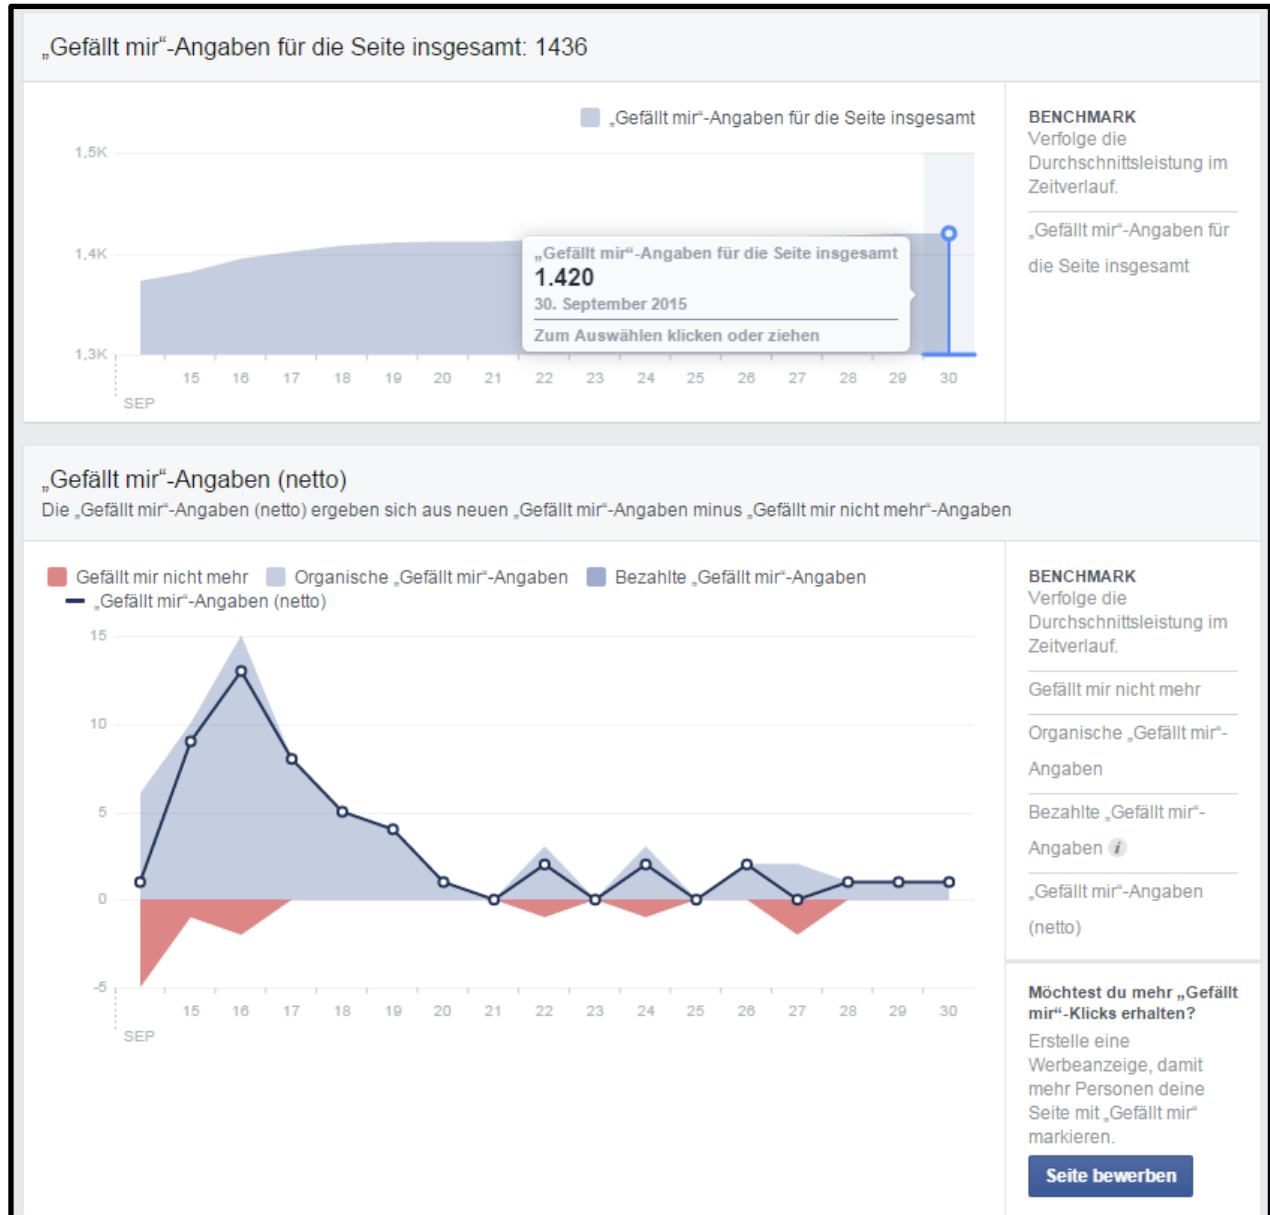 „Gefällt mir“-Angaben für die Seite insgesamt: 1436
„Gefällt mir“-Angaben für die Seite insgesamt
1,5K
1,4K
1,3K
„Gefällt mir“-Angaben für die Seite insgesamt
1.420
30. September 2015
Zum Auswählen klicken oder ziehen
15 16 17 18 19 20 21 22 23 24 25 26 27 28 29 30
SEP
BENCHMARK
Verfolge die
Durchschnittsleistung im
Zeitverlauf.
„Gefällt mir“-Angaben für
die Seite insgesamt
„Gefällt mir“-Angaben (netto)
Die „Gefällt mir“-Angaben (netto) ergeben sich aus neuen „Gefällt mir“-Angaben minus „Gefällt mir nicht mehr“-Angaben
Gefällt mir nicht mehr Organische „Gefällt mir“-Angaben Bezahlte „Gefällt mir“-Angaben
„Gefällt mir“-Angaben (netto)
15
10
5
0
-5
15 16 17 18 19 20 21 22 23 24 25 26 27 28 29 30
SEP
BENCHMARK
Verfolge die
Durchschnittsleistung im
Zeitverlauf.
Gefällt mir nicht mehr
Organische „Gefällt mir“-
Angaben
Bezahlte „Gefällt mir“-
Angaben i
„Gefällt mir“-Angaben
(netto)
Möchtest du mehr „Gefällt
mir“-Klicks erhalten?
Erstelle eine
Werbeanzeige, damit
mehr Personen deine
Seite mit „Gefällt mir“
markieren.
Seite bewerben